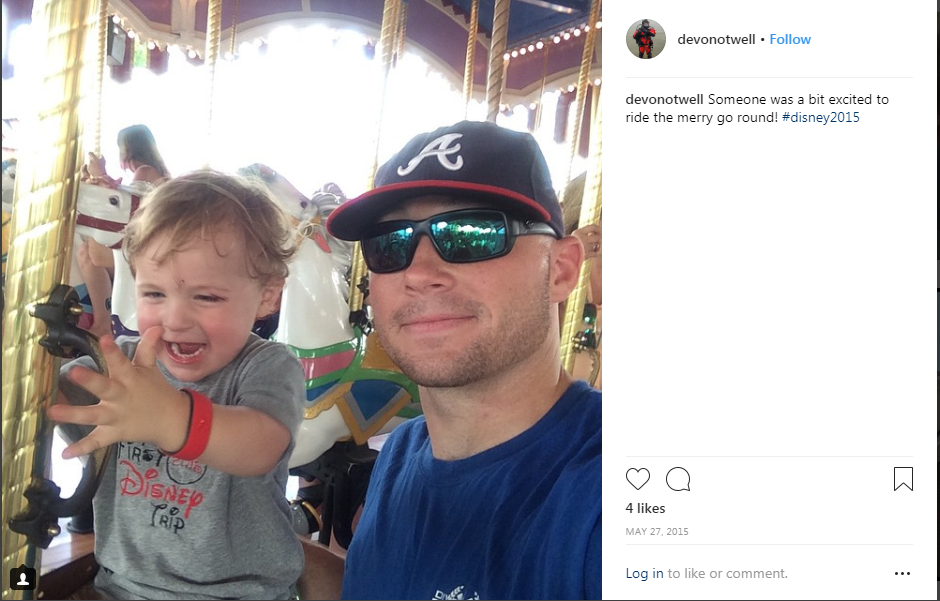 devonotwell • Follow
devonotwell Someone was a bit excited to
ride the merry go round! #disney2015
A
FIRST
DISNEY
TRIP
4 likes
MAY 27, 2015
Log in to like or comment.